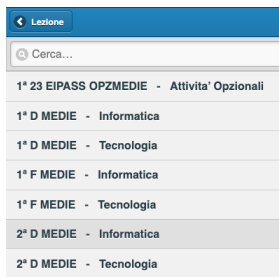 Lezione
Cerca...
1ª 23 EIPASS OPZMEDIE - Attivita' Opzionali
1ª D MEDIE - Informatica
1ª D MEDIE - Tecnologia
1ª F MEDIE - Informatica
1ª F MEDIE - Tecnologia
2ª D MEDIE - Informatica
2ª D MEDIE - Tecnologia